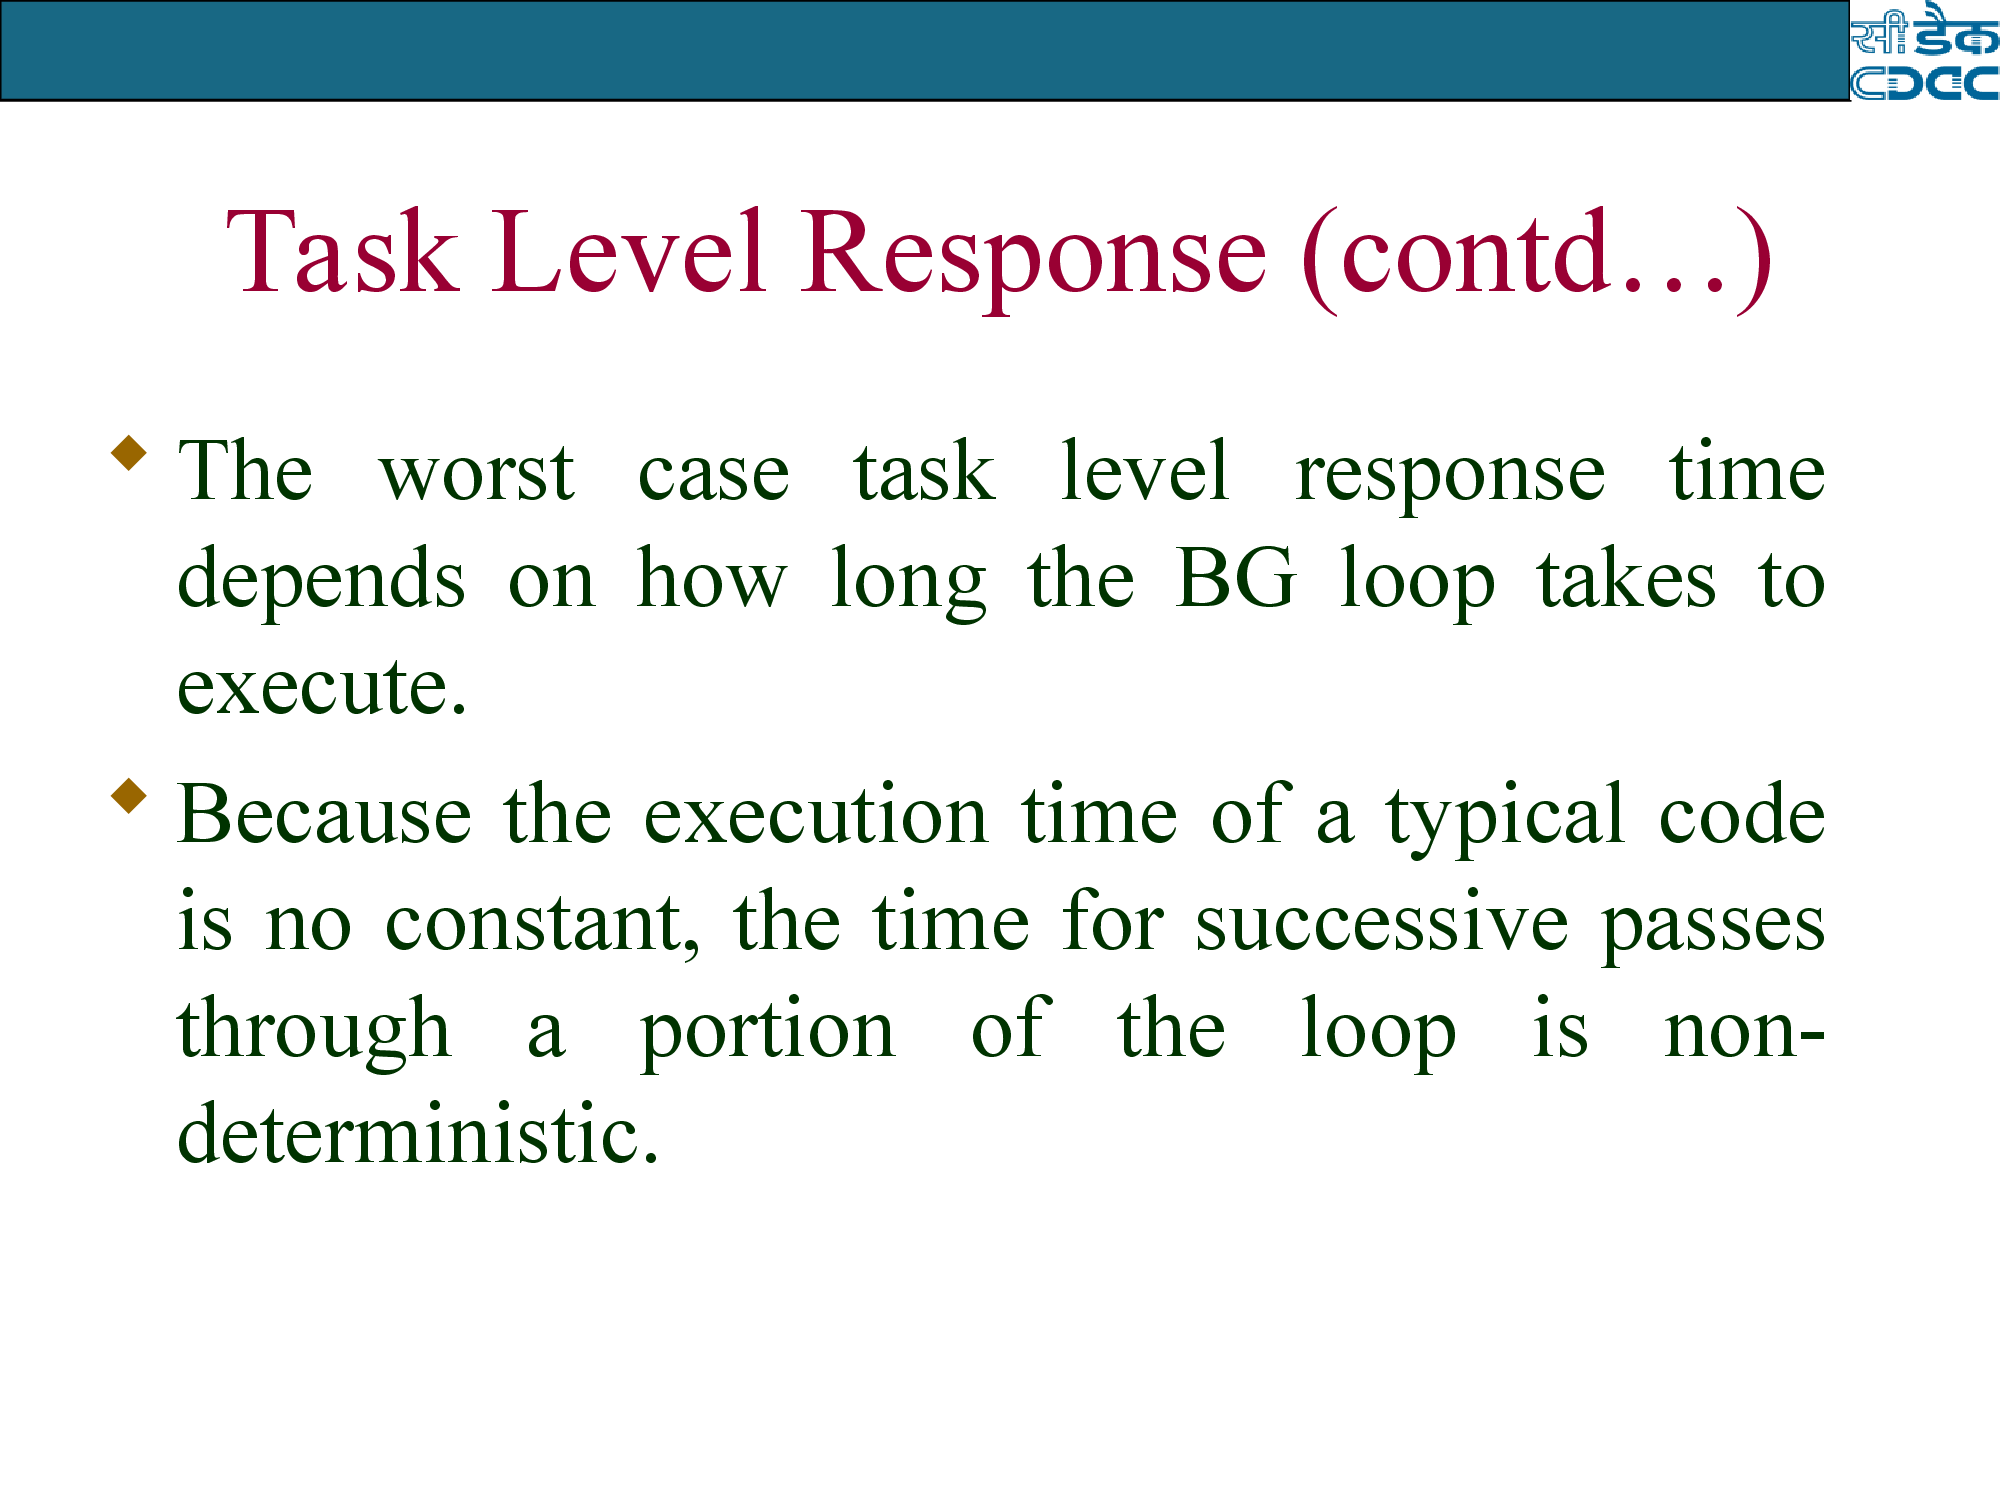 सी डैक
CDAC
Task Level Response (contd…)
The worst case task level response time
depends on how long the BG loop takes to
execute.
Because the execution time of a typical code
is no constant, the time for successive passes
through a portion of the loop is non-
deterministic.